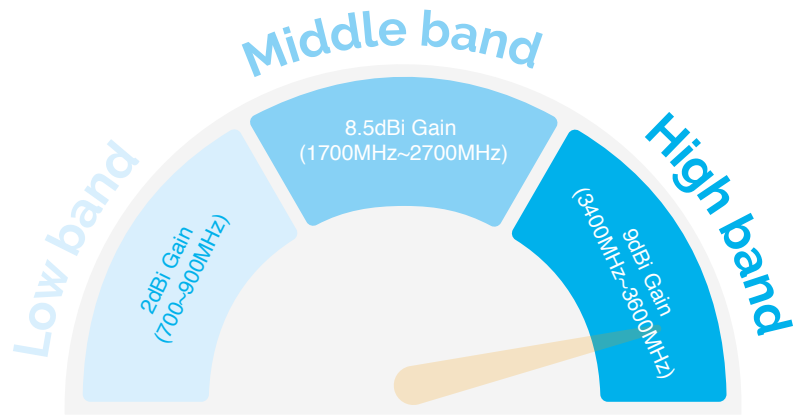 Low band
2dBi Gain
(700~900MHz)
Middle band
8.5dBi Gain
(1700MHz~2700MHz)
High band
9dBi Gain
(3400MHz~3600MHz)